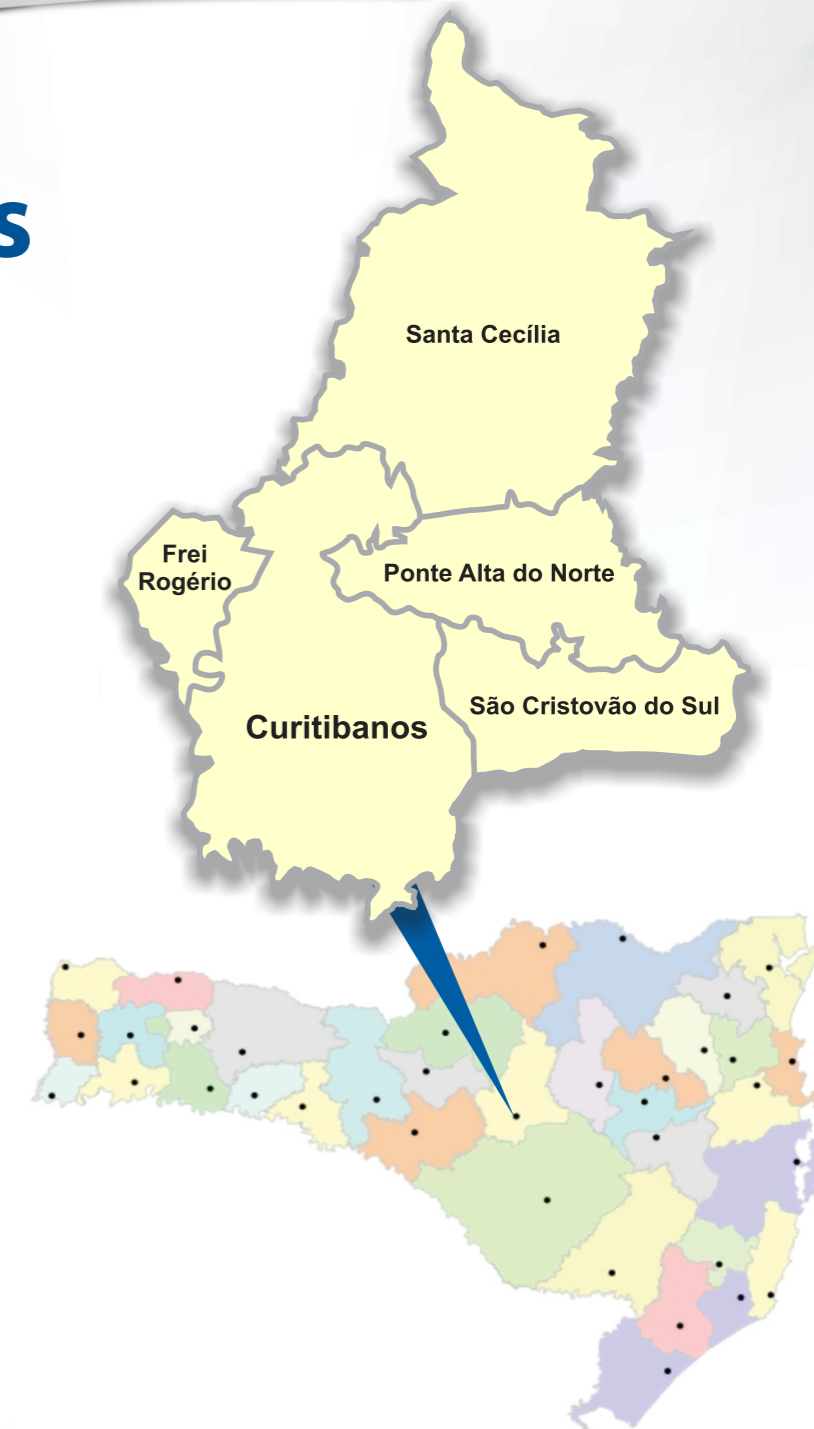 s
Santa Cecília
Frei
Rogério
Ponte Alta do Norte
São Cristovão do Sul
Curitibanos